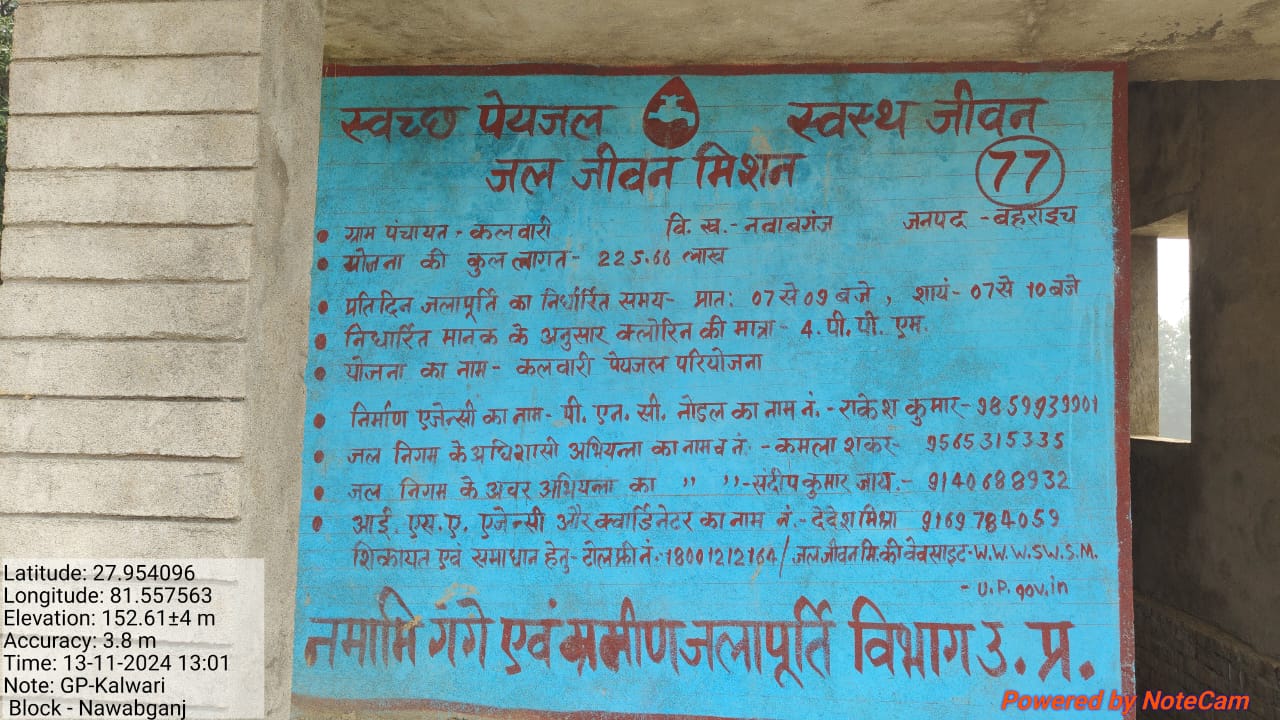 स्वच्छ पेयजल स्वस्थ जीवन
जल जीवन मिशन 77
ग्राम पंचायत - कलवारी वि. ख. - नवाबगंज जनपद - बहराइच
योजना की कुल लागत - 225.66 लाख
प्रतिदिन जलापूर्ति का निर्धारित समय - प्रात: 07 से 09 बजे , शायं - 07 से 10 बजे
निर्धारित मानक के अनुसार क्लोरिन की मात्रा - 4. पी. पी. एम.
योजना का नाम - कलवारी पेयजल परियोजना
निर्माण एजेन्सी का नाम - पी. एन. सी. नोडल का नाम नं. - राकेश कुमार - 9859939901
जल निगम के अधिशासी अभियन्ता का नाम व नं. - कमला शंकर - 9565315335
जल निगम के अवर अभियन्ता का " " - संदीप कुमार जाय. - 9140688932
आई. एस. ए. एजेन्सी और क्वार्डिनेटर का नाम नं. - देवेश मिश्रा 9169784059
शिकायत एवं समाधान हेतु - टोल फ्री नं. - 18001212164 / जल जीवन मि. की वेवसाइट - W.W.W.SW.S.M.
- U.P.gov.in
नमामि गंगे एवं ग्रामीण जलापूर्ति विभाग उ. प्र.
Latitude: 27.954096
Longitude: 81.557563
Elevation: 152.61±4 m
Accuracy: 3.8 m
Time: 13-11-2024 13:01
Note: GP-Kalwari
Block - Nawabganj
Powered by NoteCam